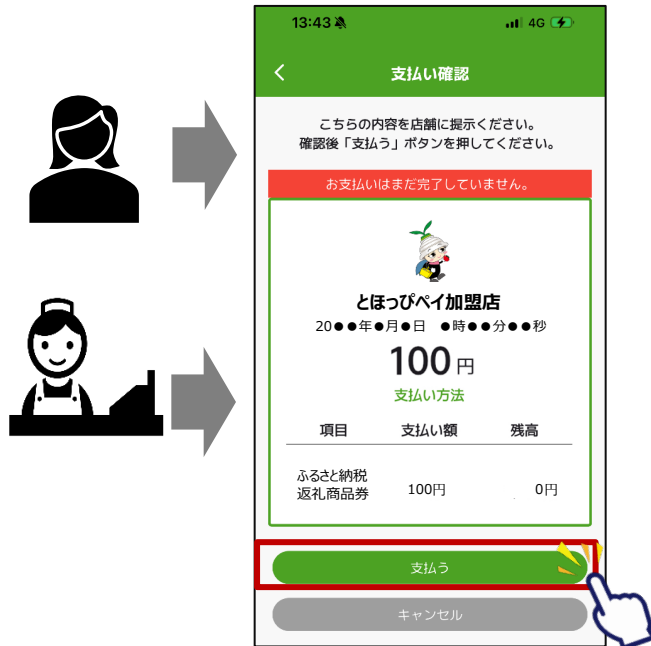 13:43
4G
支払い確認
こちらの内容を店舗に提示ください。
確認後「支払う」ボタンを押してください。
お支払いはまだ完了していません。
とほっぴペイ加盟店
20●●年●月●日 ●時●●分●●秒
100円
支払い方法
項目 支払い額 残高
ふるさと納税
返礼商品券 100円 0円
支払う
キャンセル